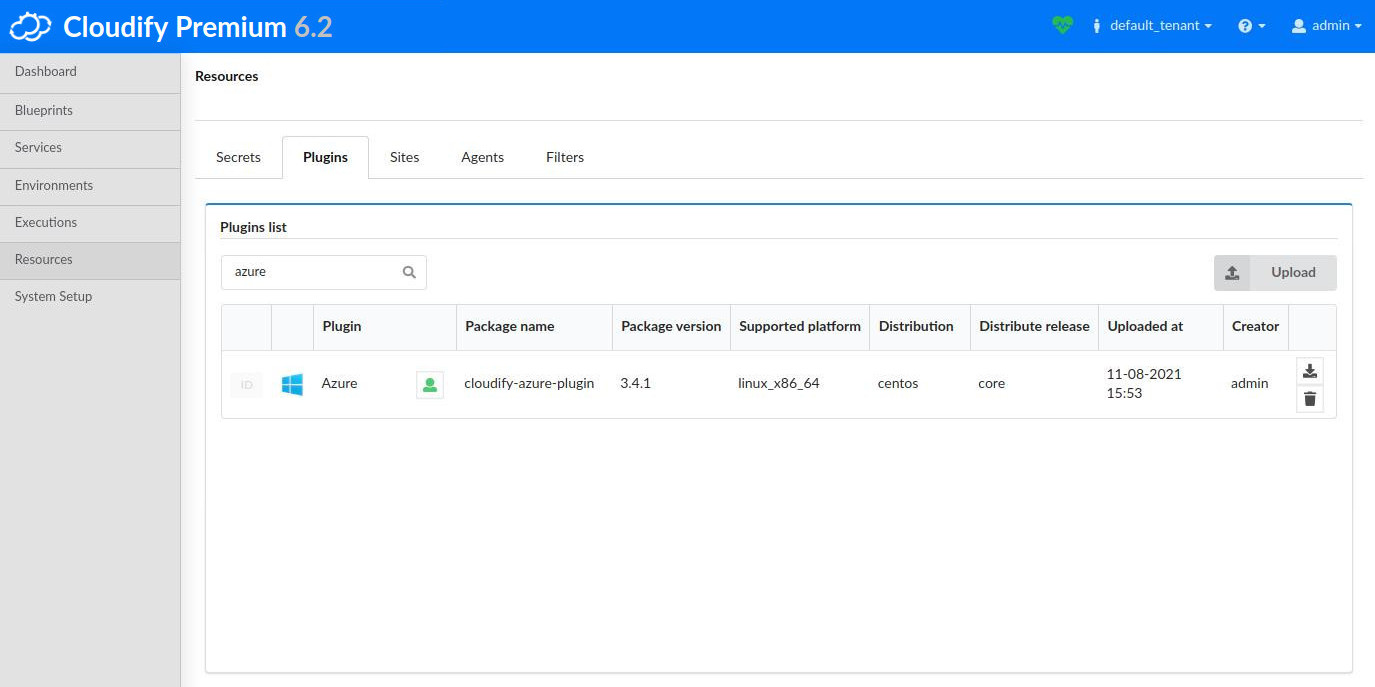 Cloudify Premium 6.2
default_tenant
admin
Dashboard
Blueprints
Services
Environments
Executions
Resources
System Setup
Resources
Secrets Plugins Sites Agents Filters
Plugins list
azure
Upload
Plugin Package name Package version Supported platform Distribution Distribute release Uploaded at Creator
ID Azure cloudify-azure-plugin 3.4.1 linux_x86_64 centos core 11-08-2021 admin
15:53